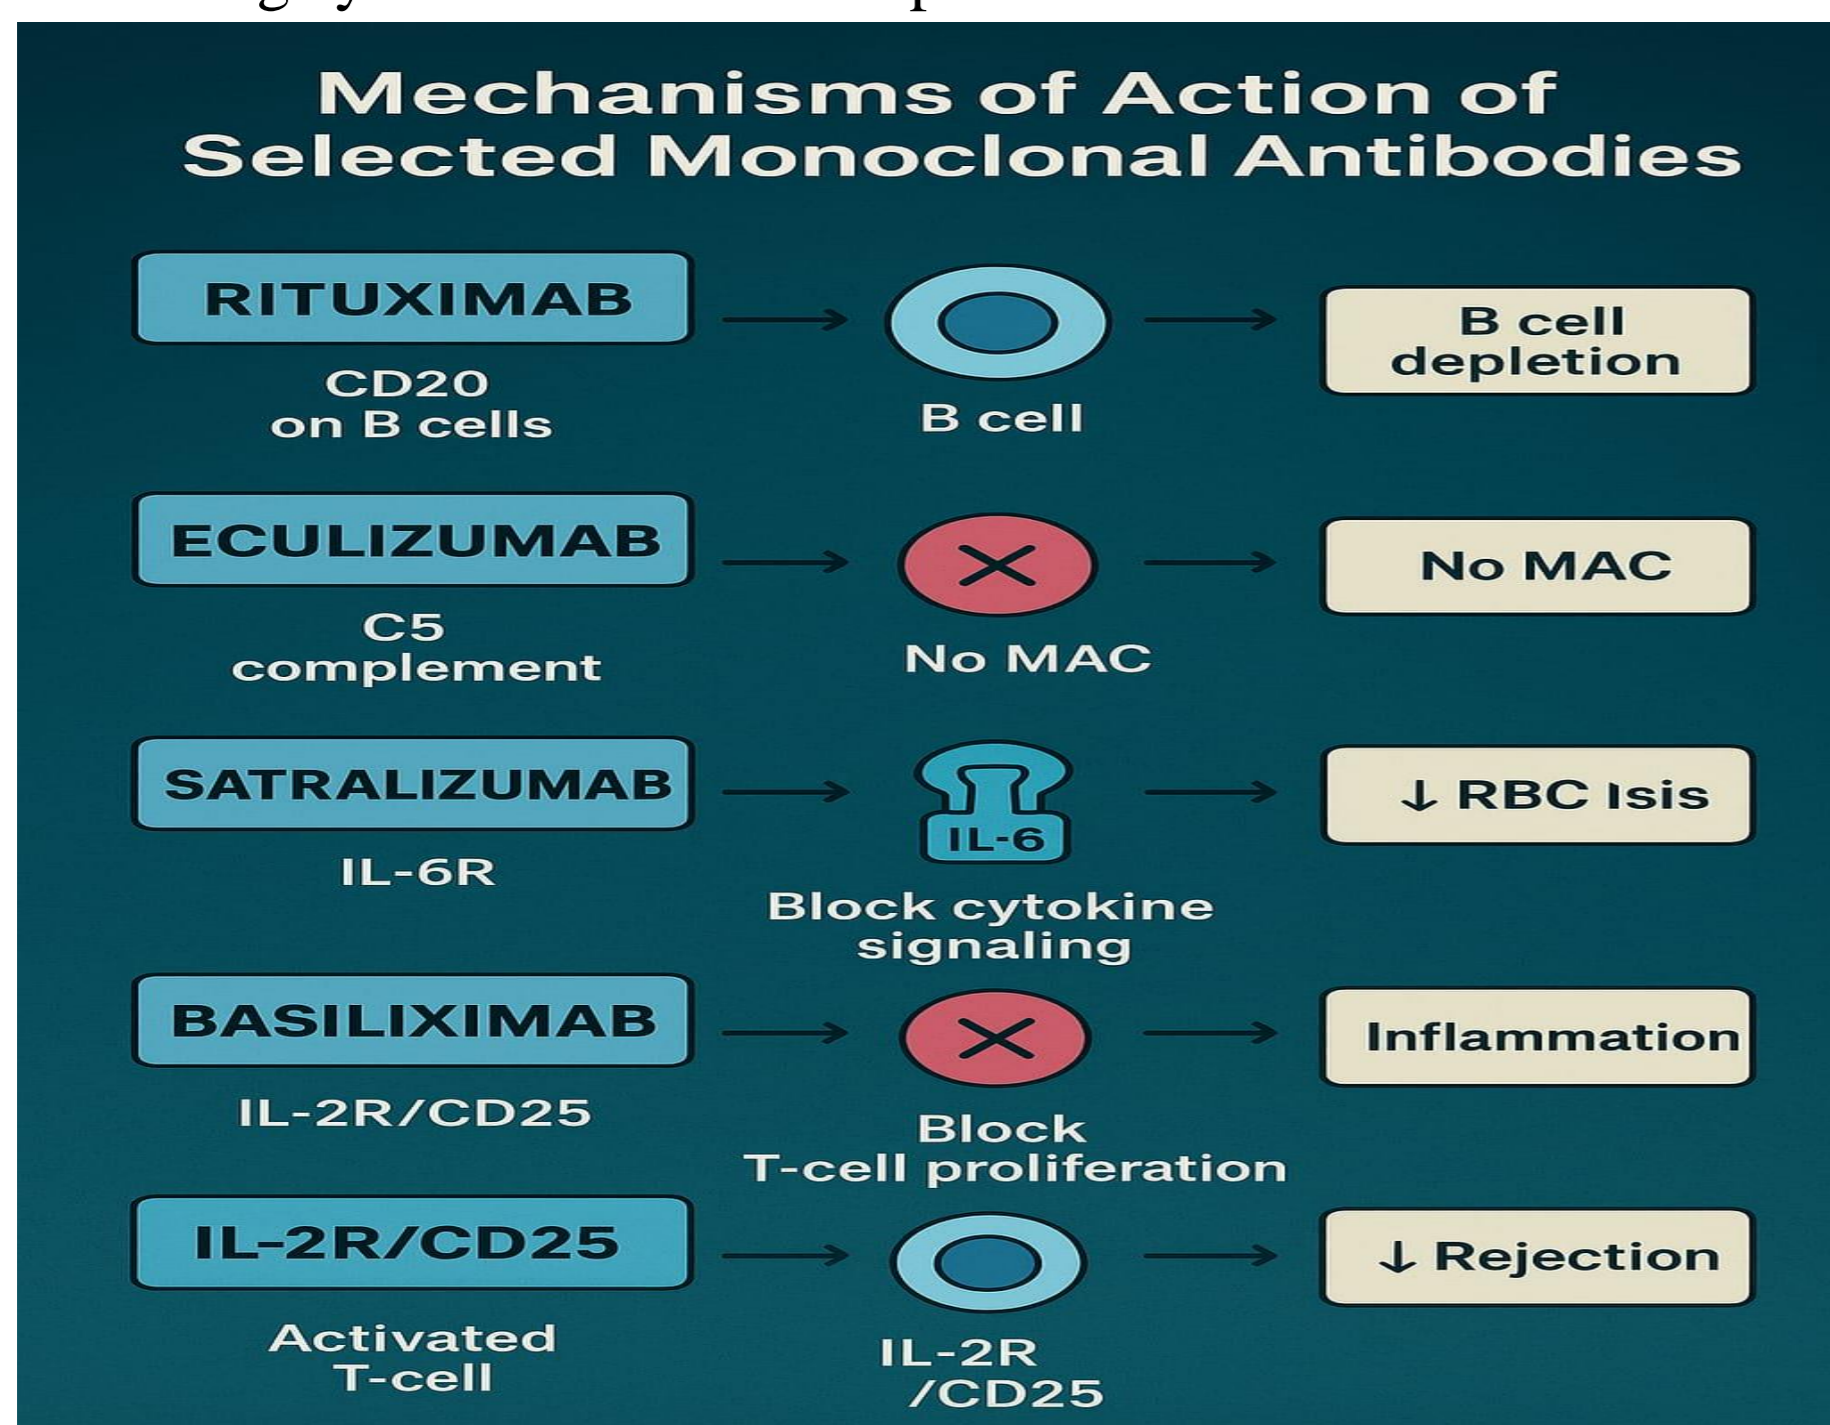 Mechanisms of Action of
Selected Monoclonal Antibodies
RITUXIMAB
CD20
on B cells
B cell
B cell
depletion
ECULIZUMAB
C5
complement
No MAC
No MAC
SATRALIZUMAB
IL-6R
IL-6
Block cytokine
signaling
↓ RBC lsis
BASILIXIMAB
IL-2R/CD25
Block
T-cell proliferation
Inflammation
IL-2R/CD25
Activated
T-cell
IL-2R
/CD25
↓ Rejection